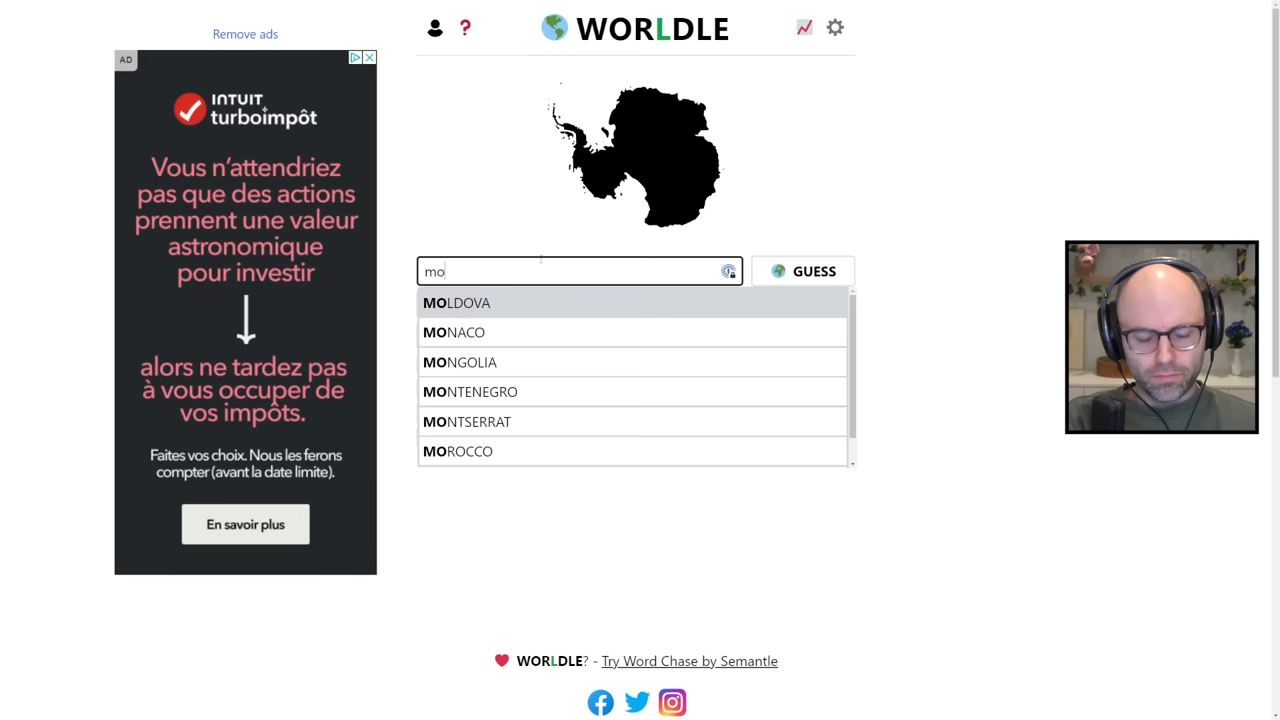 Remove ads
AD
INTUIT
turboimpôt
Vous n'attendriez
pas que des actions
prennent une valeur
astronomique
pour investir
alors ne tardez pas
à vous occuper de
vos impôts.
Faites vos choix. Nous les ferons
compter (avant la date limite).
En savoir plus
?
WORLDLE
mo
GUESS
MOLDOVA
MONACO
MONGOLIA
MONTENEGRO
MONTSERRAT
MOROCCO
WORLDLE? - Try Word Chase by Semantle